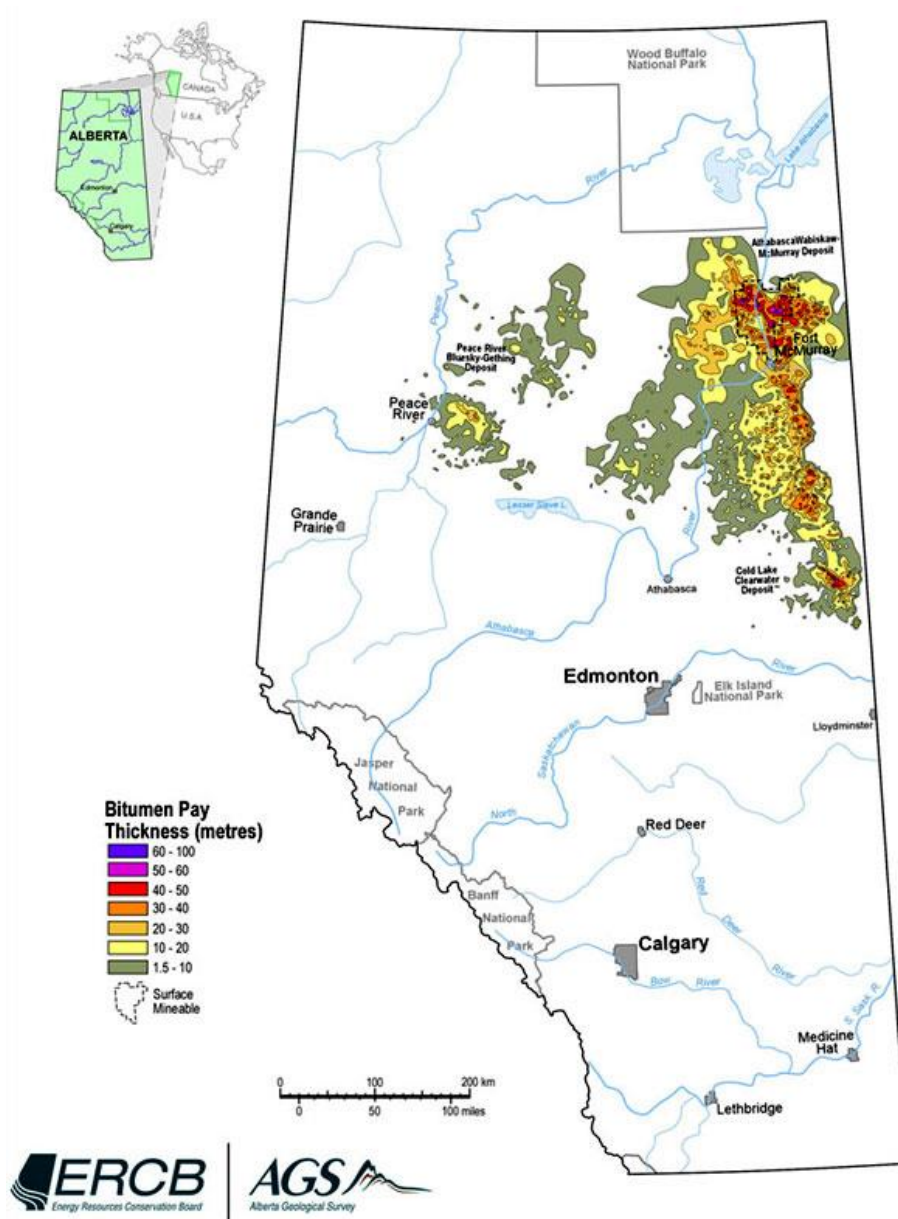 CANADA
U.S.A.
ALBERTA
Edmonton
Calgary
Wood Buffalo
National Park
Lake Athabasca
River
Peace
AthabascaWabiskaw-
McMurray Deposit
Fort
McMurray
Peace River
Bluesky-Gething
Deposit
Peace
River
Grande
Prairie
Lesser Slave L.
River
Athabasca
Cold Lake
Clearwater
Deposit
Athabasca
Edmonton
River
Elk Island
National Park
Lloydminster
Saskatchewan
North
Jasper
National
Park
Red Deer
Red
Deer
River
Banff
National
Park
Calgary
Bow River
S. Sask. R.
Medicine
Hat
Lethbridge
Bitumen Pay
Thickness (metres)
60 - 100
50 - 60
40 - 50
30 - 40
20 - 30
10 - 20
1.5 - 10
Surface
Mineable
0 100 200 km
0 50 100 miles
ERCB
Energy Resources Conservation Board
AGS
Alberta Geological Survey